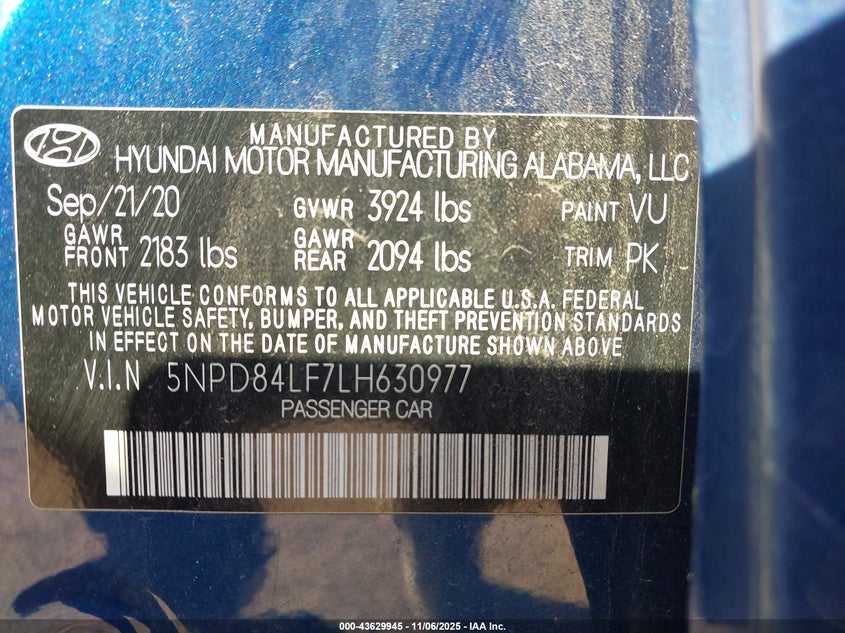 MANUFACTURED BY
HYUNDAI MOTOR MANUFACTURING ALABAMA, LLC
Sep/21/20 GVWR 3924 lbs PAINT VU
GAWR FRONT 2183 lbs GAWR REAR 2094 lbs TRIM PK
THIS VEHICLE CONFORMS TO ALL APPLICABLE U.S.A. FEDERAL
MOTOR VEHICLE SAFETY, BUMPER, AND THEFT PREVENTION STANDARDS
IN EFFECT ON THE DATE OF MANUFACTURE SHOWN ABOVE
V.I.N 5NPD84LF7LH630977
PASSENGER CAR
000-43629945 - 11/06/2025 - IAA Inc.